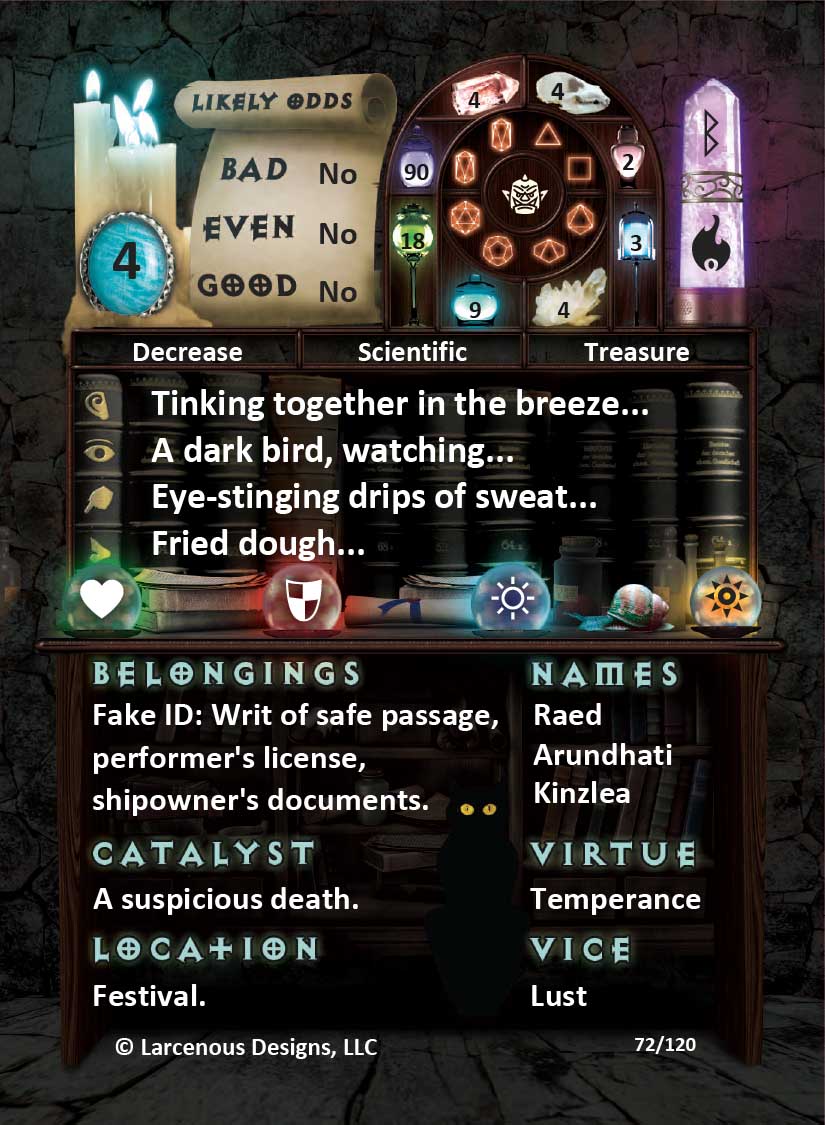 LIKELY ODDS
BAD No
EVEN No
GOOD No
4
4
4
90
2
18
3
9
4
ᛒ
Decrease Scientific Treasure
Tinking together in the breeze...
A dark bird, watching...
Eye-stinging drips of sweat...
Fried dough...
BELONGINGS
Fake ID: Writ of safe passage,
performer's license,
shipowner's documents.
NAMES
Raed
Arundhati
Kinzlea
CATALYST
A suspicious death.
VIRTUE
Temperance
LOCATION
Festival.
VICE
Lust
© Larcenous Designs, LLC
72/120